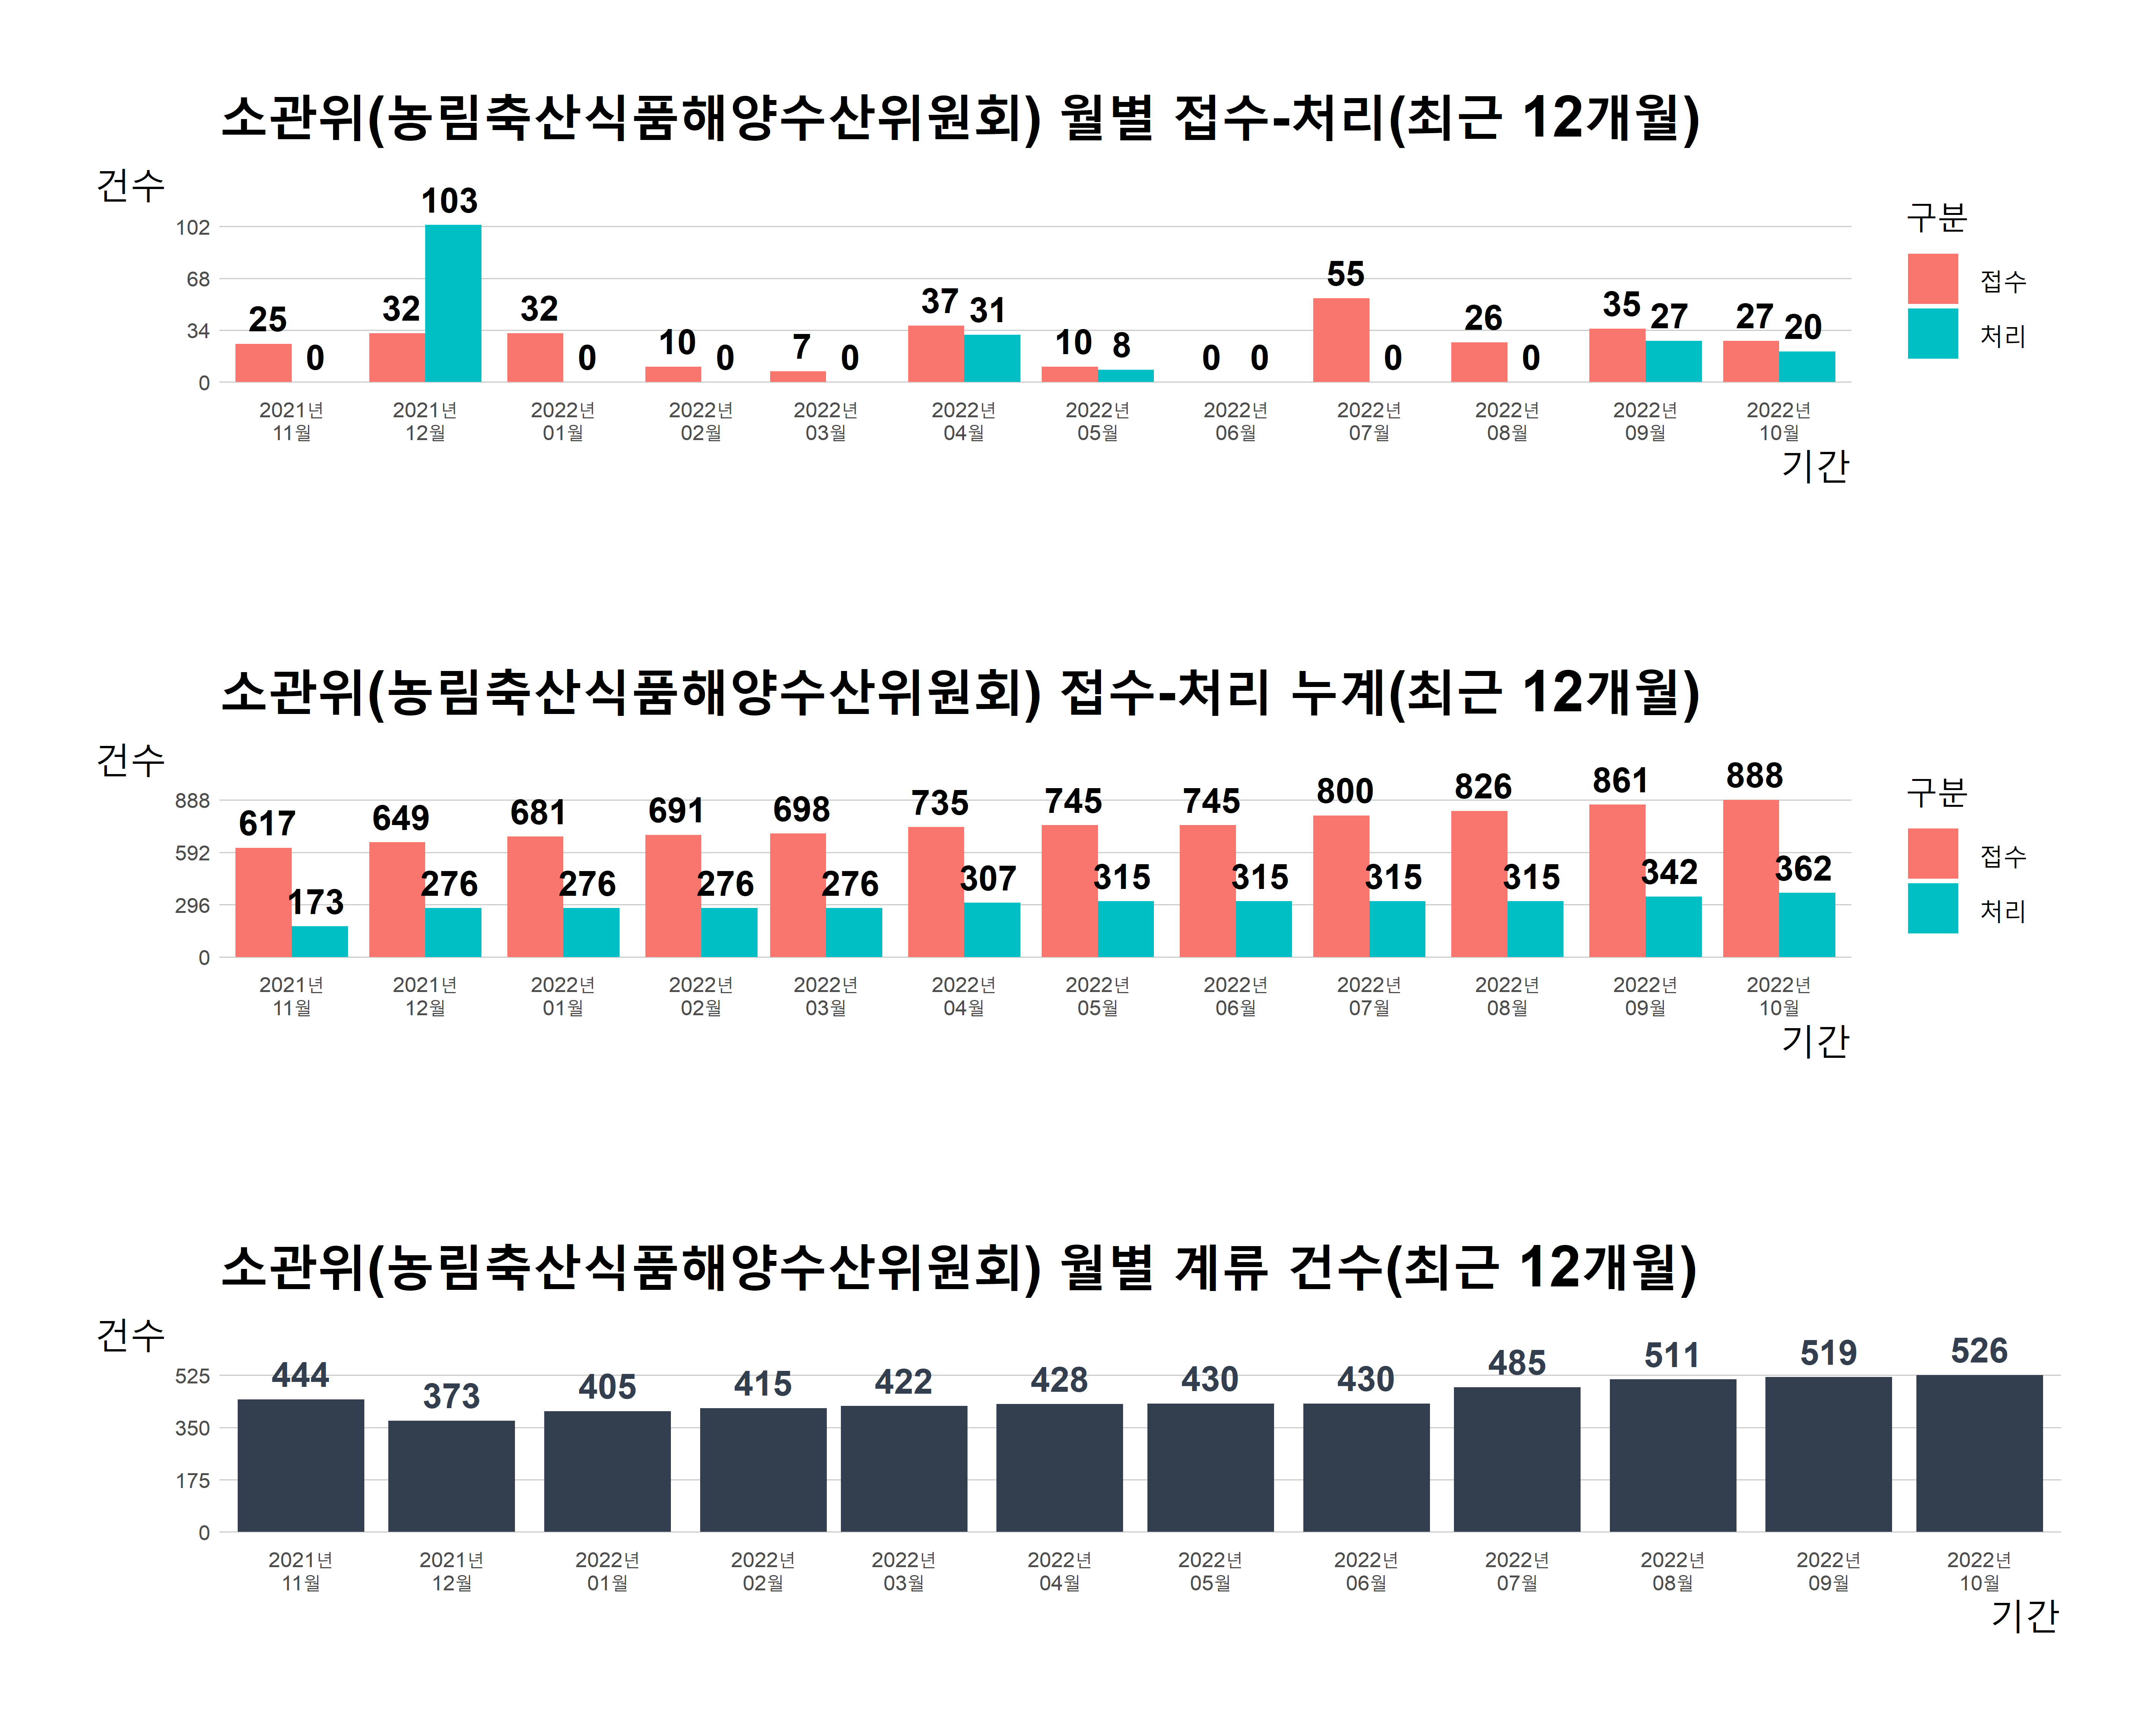 소관위(농림축산식품해양수산위원회) 월별 접수-처리(최근 12개월)
건수
102
68
34
0
25 0 32 103 32 0 10 0 7 0 37 31 10 8 0 0 55 0 26 0 35 27 27 20
2021년 2021년 2022년 2022년 2022년 2022년 2022년 2022년 2022년 2022년 2022년 2022년
11월 12월 01월 02월 03월 04월 05월 06월 07월 08월 09월 10월
기간
구분
접수
처리
소관위(농림축산식품해양수산위원회) 접수-처리 누계(최근 12개월)
건수
888
592
296
0
617 173 649 276 681 276 691 276 698 276 735 307 745 315 745 315 800 315 826 315 861 342 888 362
2021년 2021년 2022년 2022년 2022년 2022년 2022년 2022년 2022년 2022년 2022년 2022년
11월 12월 01월 02월 03월 04월 05월 06월 07월 08월 09월 10월
기간
구분
접수
처리
소관위(농림축산식품해양수산위원회) 월별 계류 건수(최근 12개월)
건수
525
350
175
0
444 373 405 415 422 428 430 430 485 511 519 526
2021년 2021년 2022년 2022년 2022년 2022년 2022년 2022년 2022년 2022년 2022년 2022년
11월 12월 01월 02월 03월 04월 05월 06월 07월 08월 09월 10월
기간